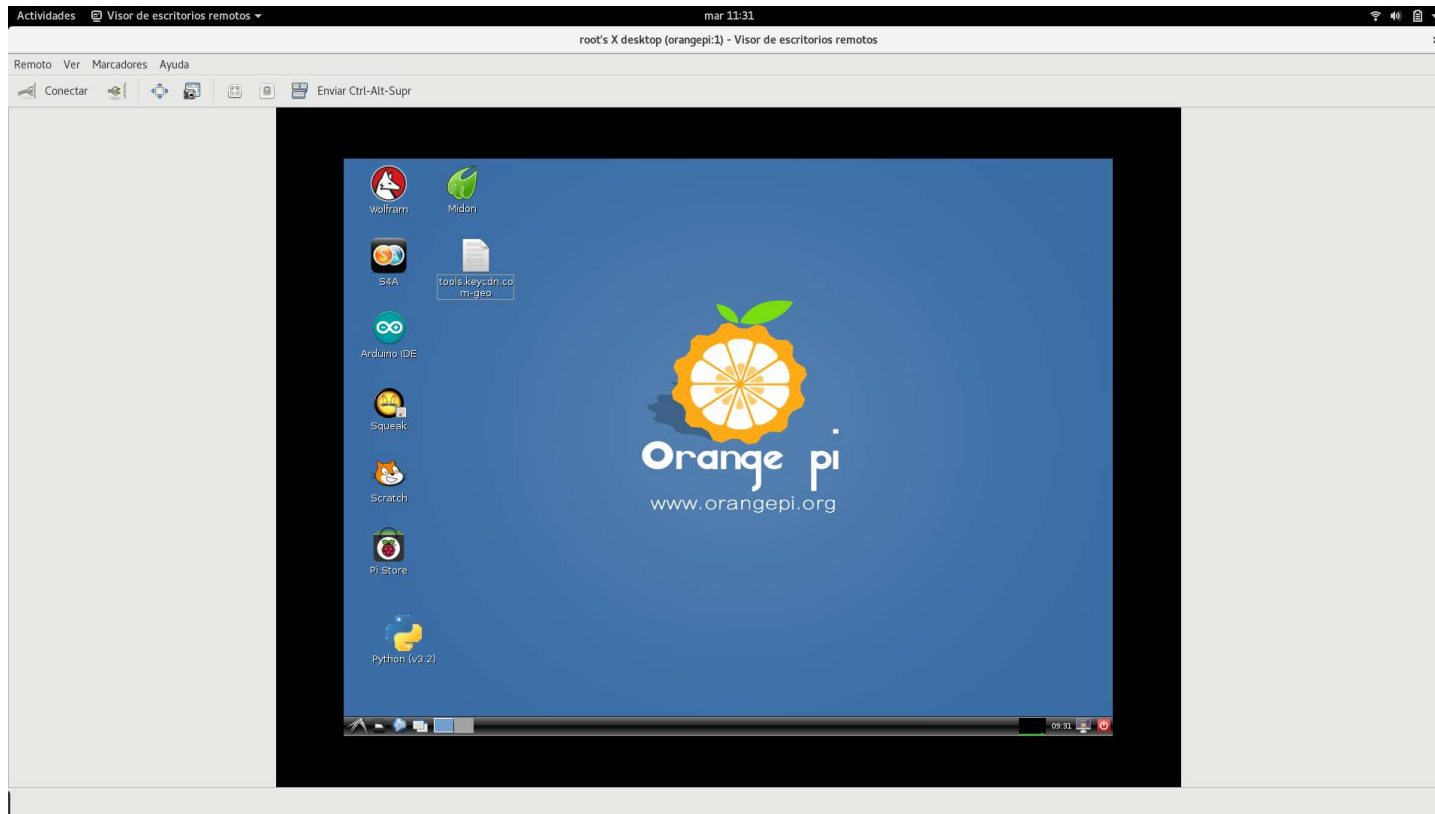 Actividades Visor de escritorios remotos mar 11:31
root's X desktop (orangepi:1) - Visor de escritorios remotos
Remoto Ver Marcadores Ayuda
Conectar Enviar Ctrl-Alt-Supr
Wolfram Midori
S4A
tools.keycdn.co
m-geo
Arduino IDE
Squeak
Scratch
Pi Store
Python (v3.2)
Orange pi
www.orangepi.org
09:31